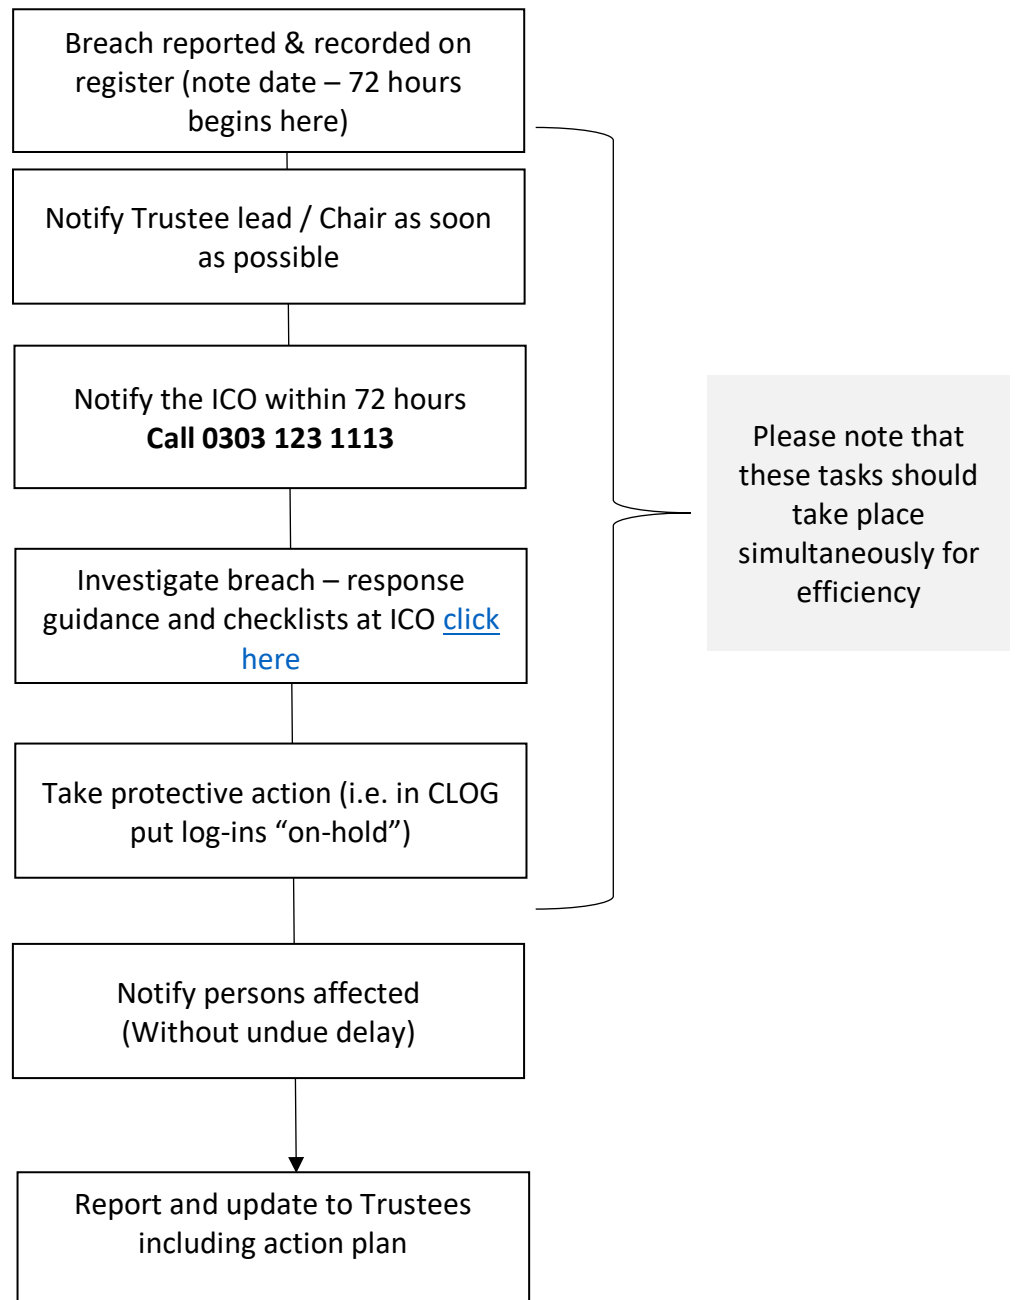 Breach reported & recorded on
register (note date – 72 hours
begins here)
Notify Trustee lead / Chair as soon
as possible
Notify the ICO within 72 hours
Call 0303 123 1113
Investigate breach – response
guidance and checklists at ICO click
here
Take protective action (i.e. in CLOG
put log-ins “on-hold”)
Notify persons affected
(Without undue delay)
Report and update to Trustees
including action plan
Please note that
these tasks should
take place
simultaneously for
efficiency